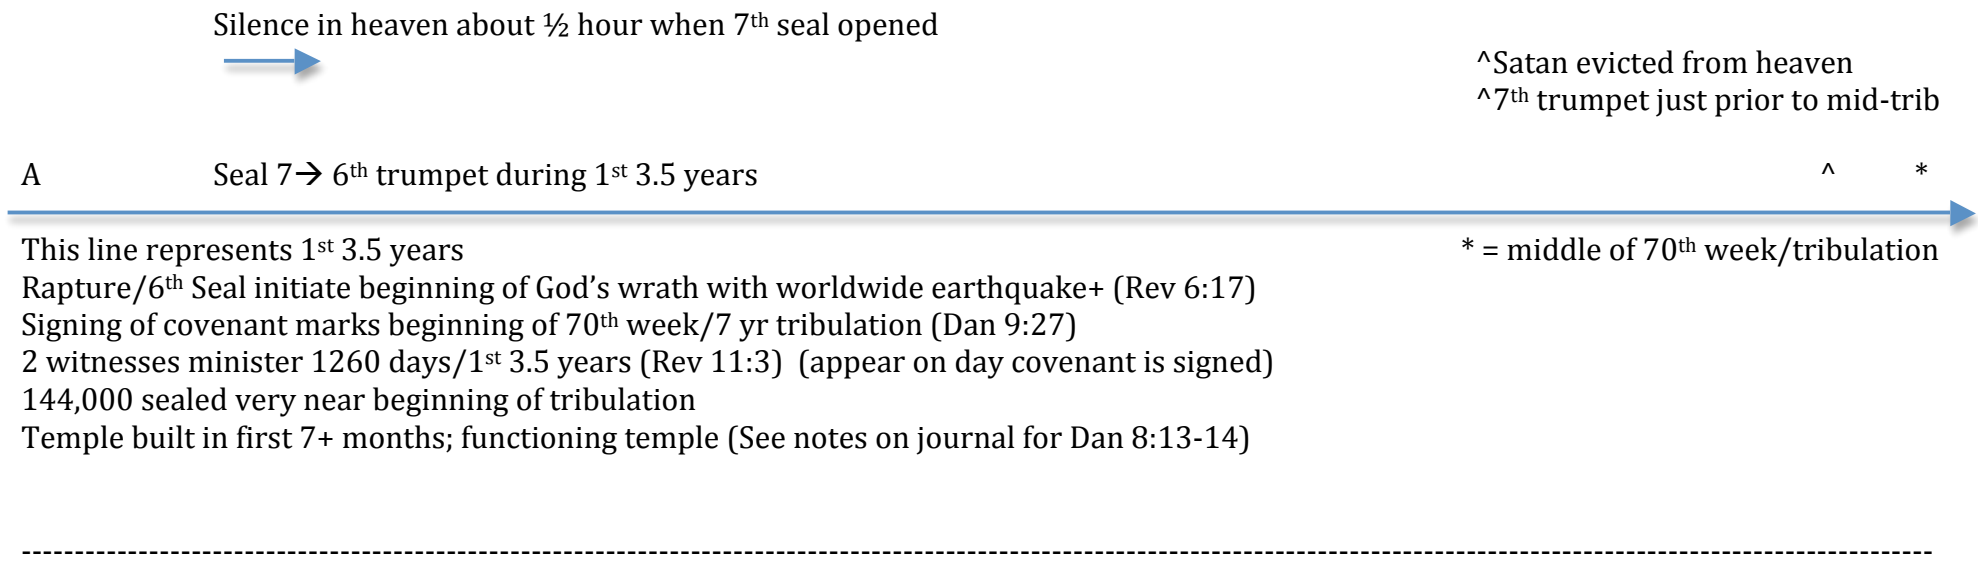 Silence in heaven about ½ hour when 7th seal opened
^Satan evicted from heaven
^7th trumpet just prior to mid-trib
A Seal 7→ 6th trumpet during 1st 3.5 years ^ *
This line represents 1st 3.5 years * = middle of 70th week/tribulation
Rapture/6th Seal initiate beginning of God’s wrath with worldwide earthquake+ (Rev 6:17)
Signing of covenant marks beginning of 70th week/7 yr tribulation (Dan 9:27)
2 witnesses minister 1260 days/1st 3.5 years (Rev 11:3)  (appear on day covenant is signed)
144,000 sealed very near beginning of tribulation
Temple built in first 7+ months; functioning temple (See notes on journal for Dan 8:13-14)